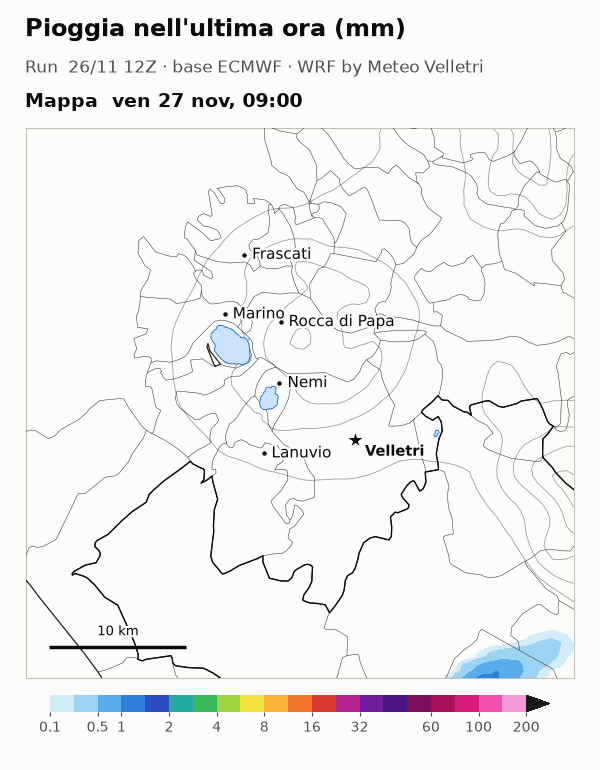 Pioggia nell'ultima ora (mm)
Run  26/11 12Z · base ECMWF · WRF by Meteo Velletri
Mappa  ven 27 nov, 09:00
Frascati
Marino
Rocca di Papa
Nemi
Velletri
Lanuvio
10 km
0.1 0.5 1 2 4 8 16 32 60 100 200